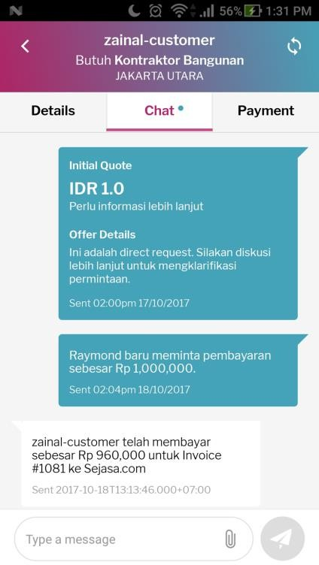 56% 1:31 PM
zainal-customer
Butuh Kontraktor Bangunan
JAKARTA UTARA
Details Chat Payment
Initial Quote
IDR 1.0
Perlu informasi lebih lanjut
Offer Details
Ini adalah direct request. Silakan diskusi
lebih lanjut untuk mengklarifikasi
permintaan.
Sent 02:00pm 17/10/2017
Raymond baru meminta pembayaran
sebesar Rp 1,000,000.
Sent 02:04pm 18/10/2017
zainal-customer telah membayar
sebesar Rp 960,000 untuk Invoice
#1081 ke Sejasa.com
Sent 2017-10-18T13:13:46.000+07:00
Type a message